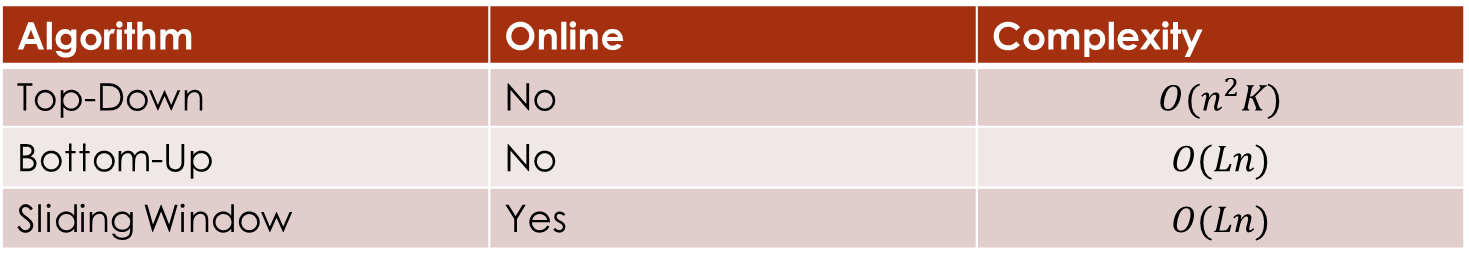 Algorithm Online Complexity
Top-Down No O(n²K)
Bottom-Up No O(Ln)
Sliding Window Yes O(Ln)